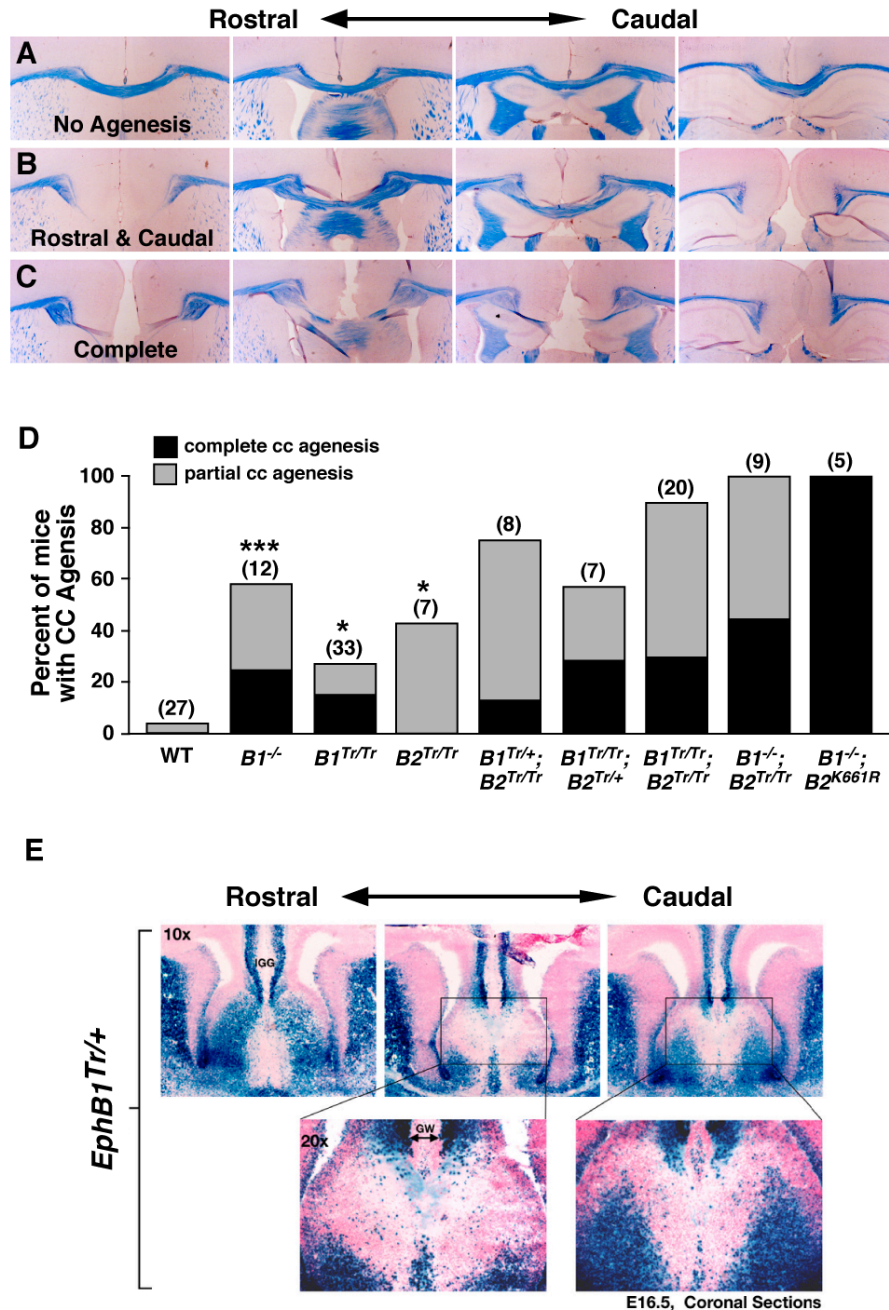 Rostral Caudal
A
No Agenesis
B
Rostral & Caudal
C
Complete
D
complete cc agenesis
partial cc agenesis
Percent of mice
with CC Agensis
100
80
60
40
20
0
(27)
***
(12)
*
(33)
*
(7)
(8)
(7)
(20)
(9)
(5)
WT
B1-/-
B1Tr/Tr
B2Tr/Tr
B1Tr/+;
B2Tr/Tr
B1Tr/Tr;
B2Tr/+
B1Tr/Tr;
B2Tr/Tr
B1-/-;
B2Tr/Tr
B1-/-;
B2K661R
E
Rostral Caudal
EphB1Tr/+
10x
IGG
20x
GW
E16.5, Coronal Sections